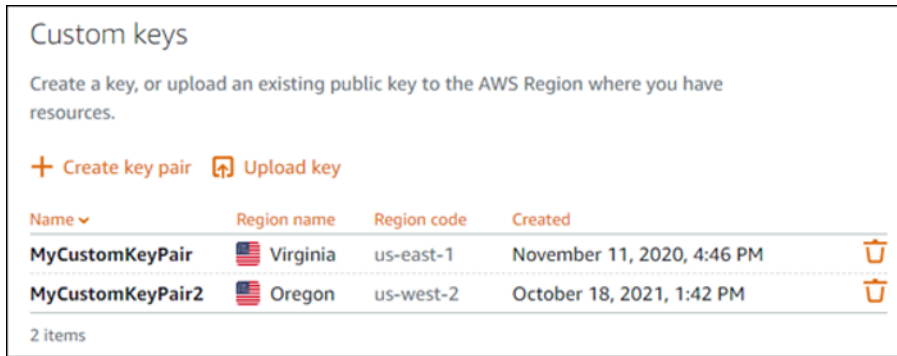 Custom keys
Create a key, or upload an existing public key to the AWS Region where you have
resources.
Create key pair Upload key
Name Region name Region code Created
MyCustomKeyPair Virginia us-east-1 November 11, 2020, 4:46 PM
MyCustomKeyPair2 Oregon us-west-2 October 18, 2021, 1:42 PM
2 items